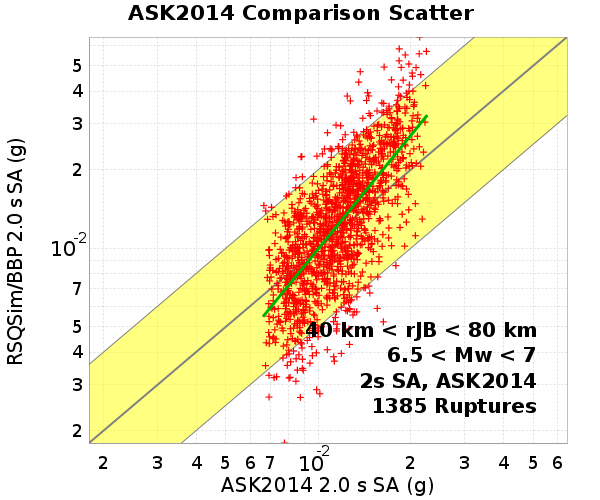 ASK2014 Comparison Scatter
RSQSim/BBP 2.0 s SA (g)
5
4
3
2
10-2
7
5
4
3
2
40 km < rJB < 80 km
6.5 < Mw < 7
2s SA, ASK2014
1385 Ruptures
2 3 4 5 6 7 10-2 2 3 4 5 6
ASK2014 2.0 s SA (g)